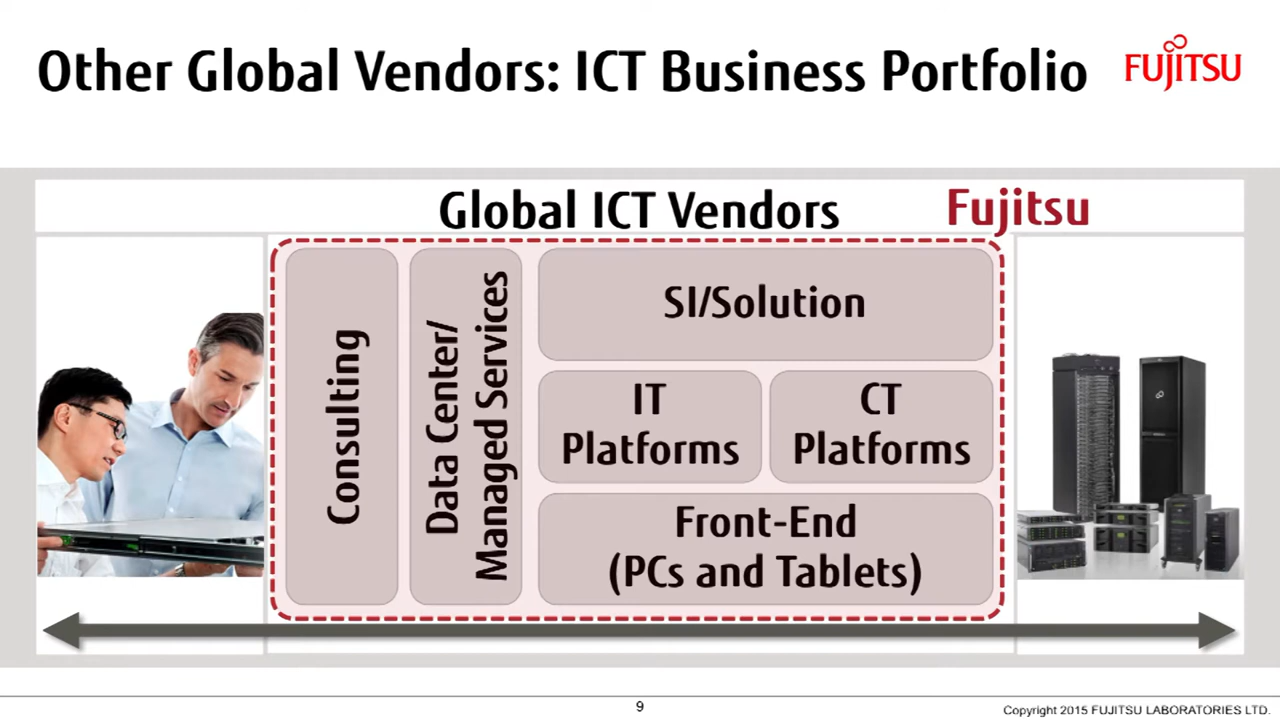 Other Global Vendors: ICT Business Portfolio
FUJITSU
Global ICT Vendors
Fujitsu
Consulting
Data Center/
Managed Services
SI/Solution
IT
Platforms
CT
Platforms
Front-End
(PCs and Tablets)
9
Copyright 2015 FUJITSU LABORATORIES LTD.